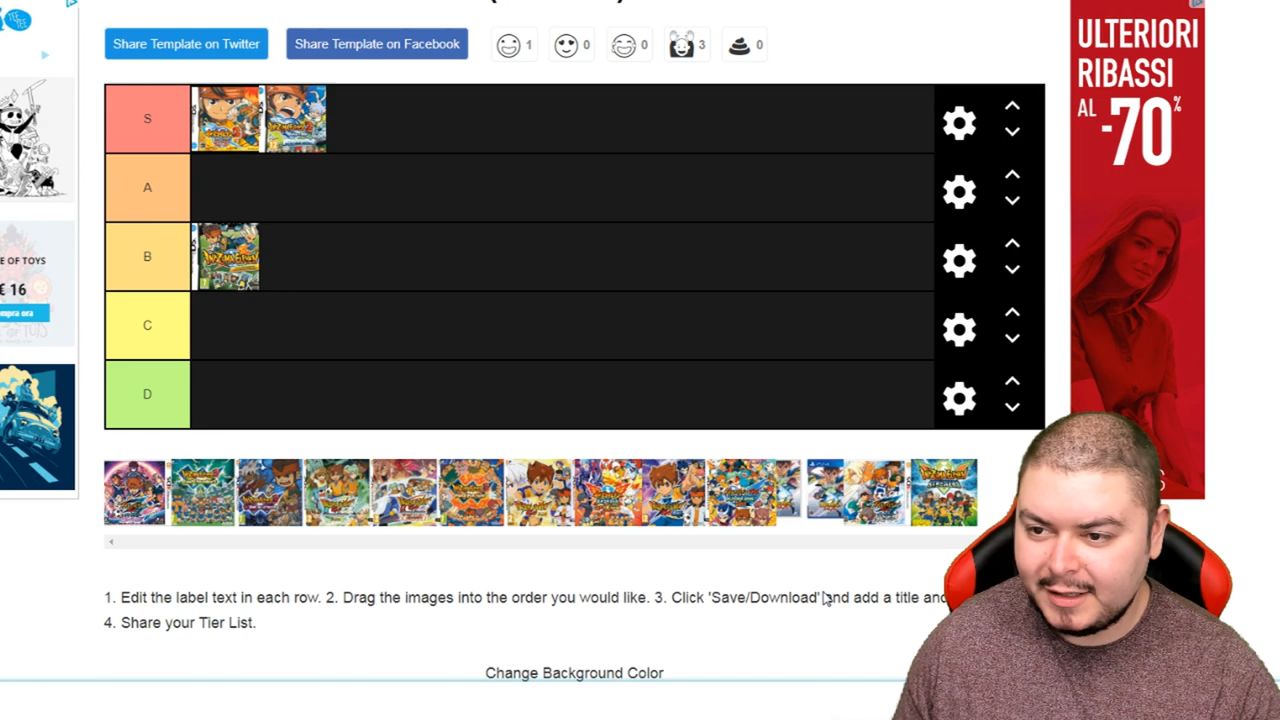 Share Template on Twitter
Share Template on Facebook
1
0
0
3
0
ULTERIORI
RIBASSI
AL -70%
S
A
B
C
D
E OF TOYS
€ 16
mpra ora
1. Edit the label text in each row. 2. Drag the images into the order you would like. 3. Click 'Save/Download' and add a title and
4. Share your Tier List.
Change Background Color